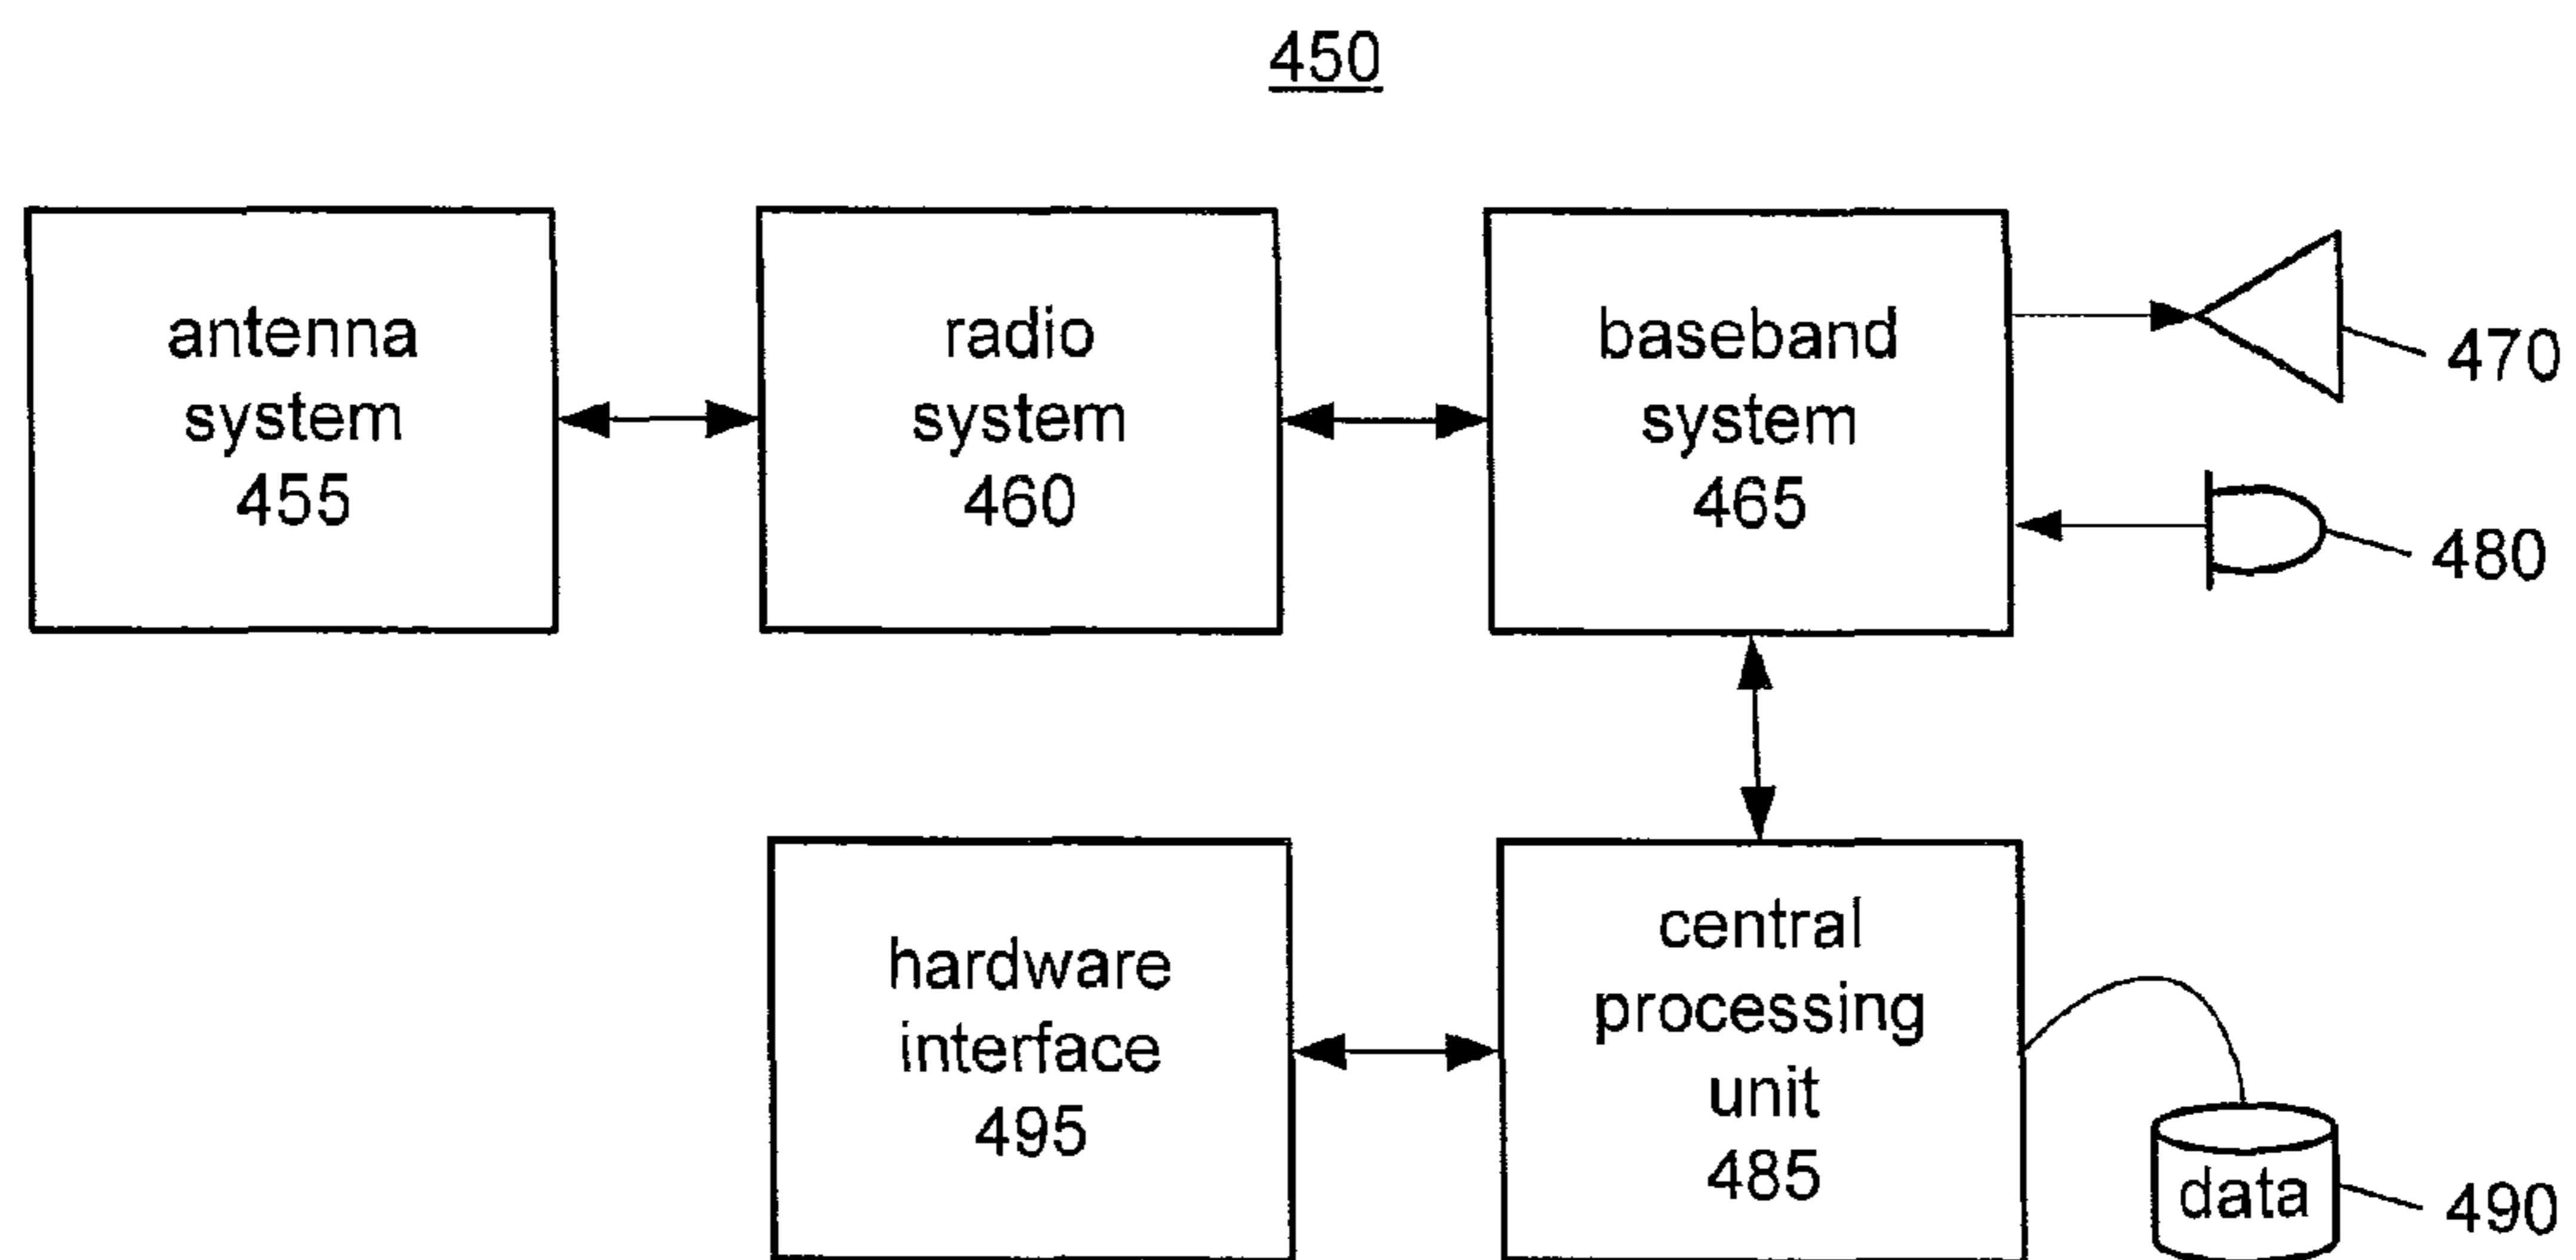 450
antenna
system
455
radio
system
460
baseband
system
465
470
480
hardware
interface
495
central
processing
unit
485
data
490